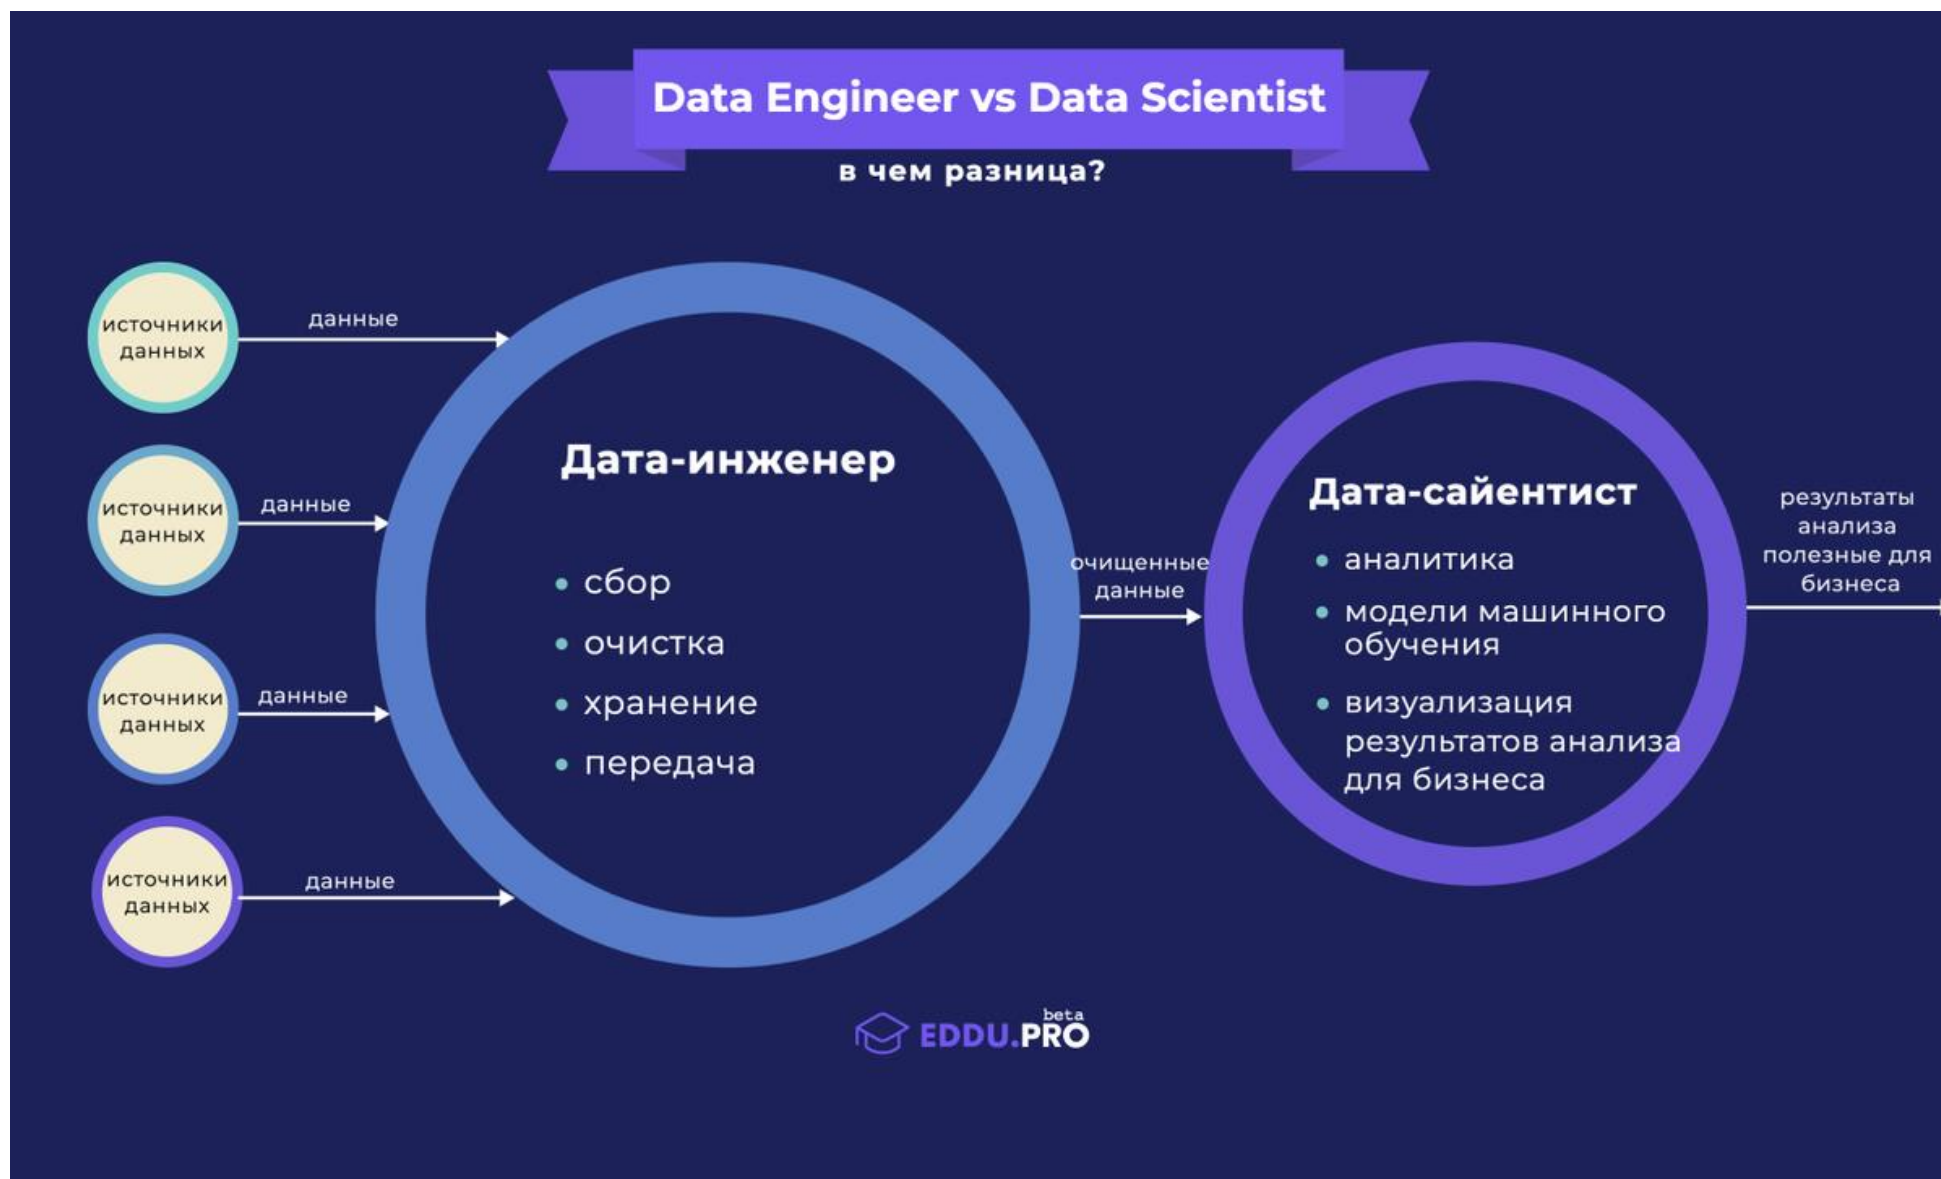 Data Engineer vs Data Scientist
в чем разница?
источники
данных
данные
источники
данных
данные
источники
данных
данные
источники
данных
данные
Дата-инженер
• сбор
• очистка
• хранение
• передача
очищенные
данные
Дата-сайентист
• аналитика
• модели машинного
обучения
• визуализация
результатов анализа
для бизнеса
результаты
анализа
полезные для
бизнеса
beta
EDDU.PRO